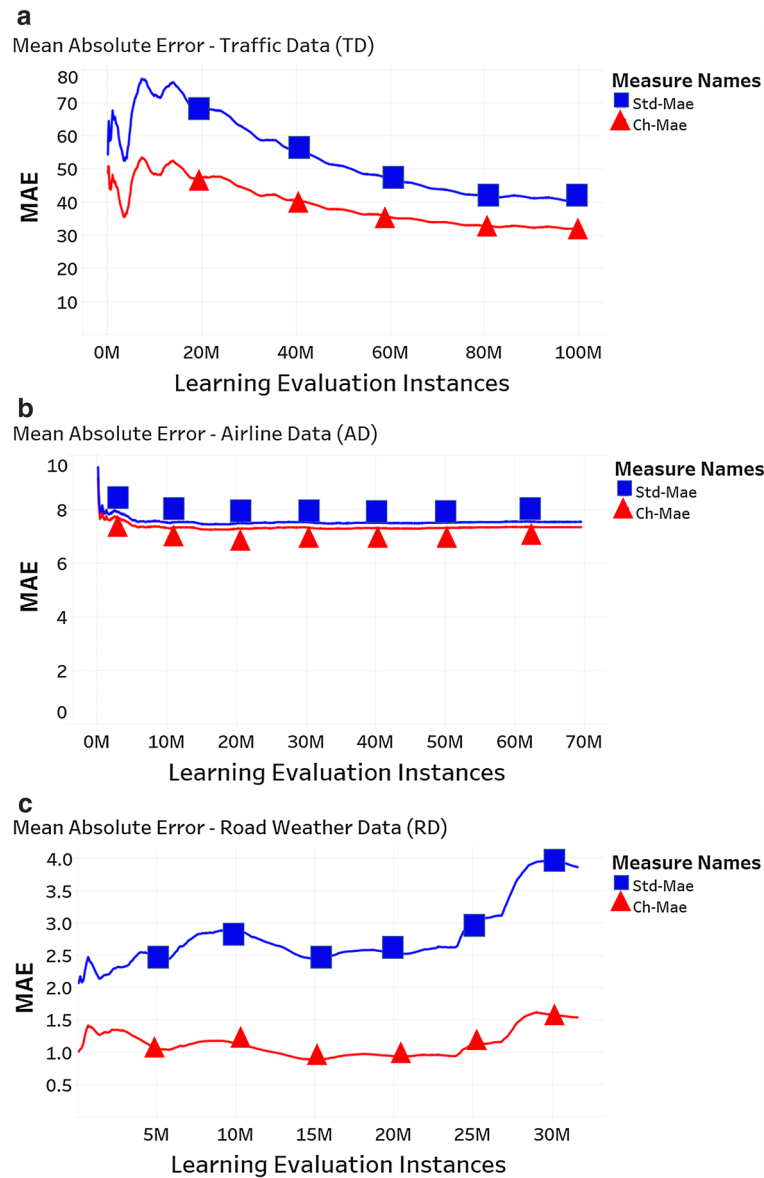 a
Mean Absolute Error - Traffic Data (TD)
Measure Names
Std-Mae
Ch-Mae
MAE
80
70
60
50
40
30
20
10
0M 20M 40M 60M 80M 100M
Learning Evaluation Instances
b
Mean Absolute Error - Airline Data (AD)
Measure Names
Std-Mae
Ch-Mae
MAE
10
8
6
4
2
0
0M 10M 20M 30M 40M 50M 60M 70M
Learning Evaluation Instances
c
Mean Absolute Error - Road Weather Data (RD)
Measure Names
Std-Mae
Ch-Mae
MAE
4.0
3.5
3.0
2.5
2.0
1.5
1.0
0.5
5M 10M 15M 20M 25M 30M
Learning Evaluation Instances